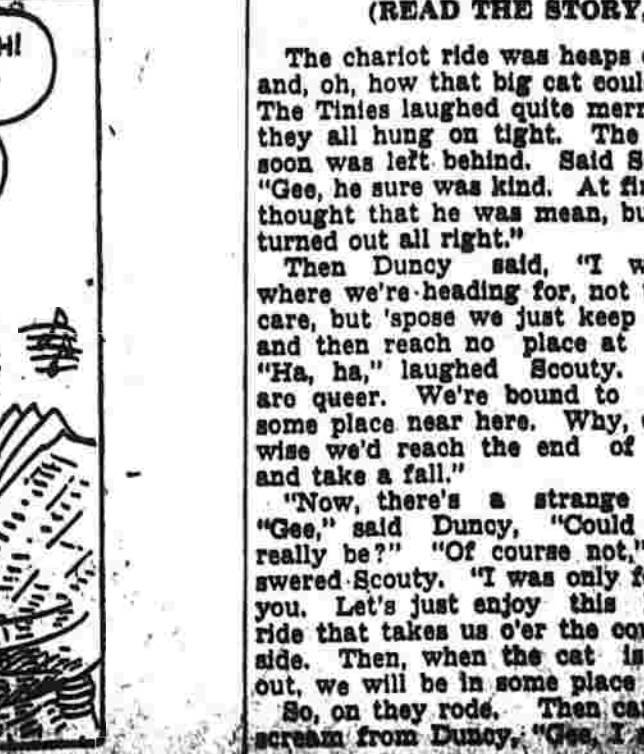 H!
(READ THE STORY
The chariot ride was heaps
and, oh, how that big cat
The Tinies laughed quite
they all hung on tight. The
soon was left behind. Said
"Gee, he sure was kind. At
thought that he was mean,
turned out all right."
Then Duncy said, "I
where we're heading for, not
care, but 'spose we just keep
and then reach no place at
"Ha, ha," laughed Scouty.
are queer. We're bound to
some place near here. Why,
wise we'd reach the end of
and take a fall."
"Now, there's a strange
"Gee," said Duncy, "Could
really be?" "Of course not,"
swered Scouty. "I was only
you. Let's just enjoy this
ride that takes us o'er the
side. Then, when the cat is
out, we will be in some place
So, on they rode. Then
scream from Duncy, "Gee, I